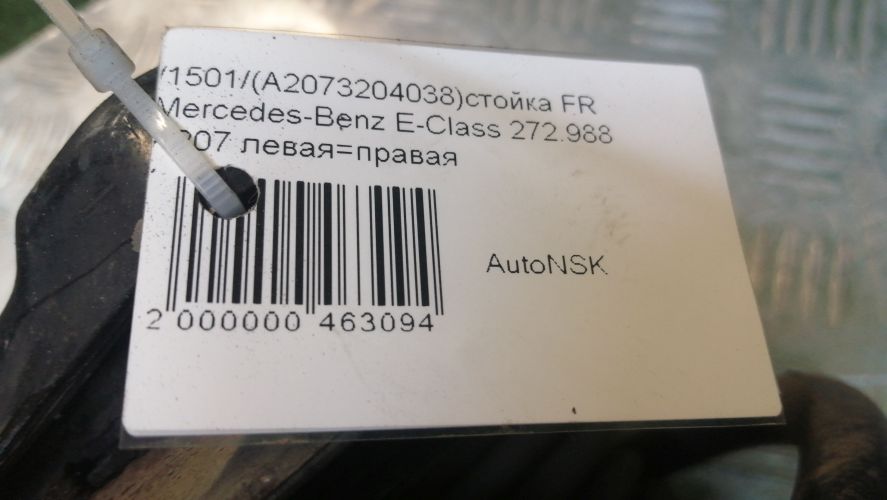 /1501/(A2073204038)стойка FR
Mercedes-Benz E-Class 272.988
207 левая=правая
AutoNSK
2 000000 463094